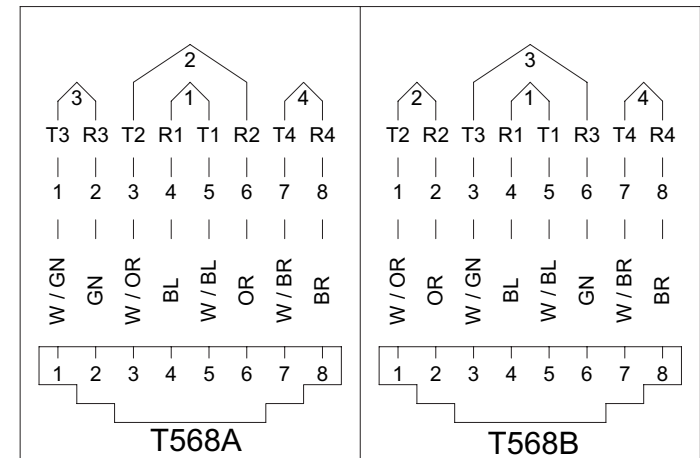 2
3
1
4
T3 R3 T2 R1 T1 R2 T4 R4
1 2 3 4 5 6 7 8
W / GN GN W / OR BL W / BL OR W / BR BR
1 2 3 4 5 6 7 8
T568A
3
2
1
4
T2 R2 T3 R1 T1 R3 T4 R4
1 2 3 4 5 6 7 8
W / OR OR W / GN BL W / BL GN W / BR BR
1 2 3 4 5 6 7 8
T568B